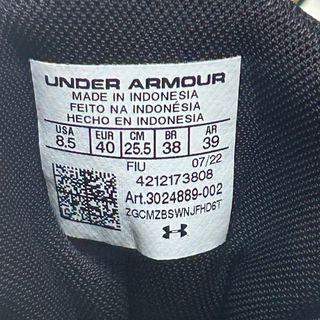 UNDER ARMOUR
MADE IN INDONESIA
FEITO NA INDONÉSIA
HECHO EN INDONESIA
USA EUR CM BR AR
8.5 40 25.5 38 39
FIU 07/22
4212173808
Art.3024889-002
ZGCMZBSWNJFHD6T